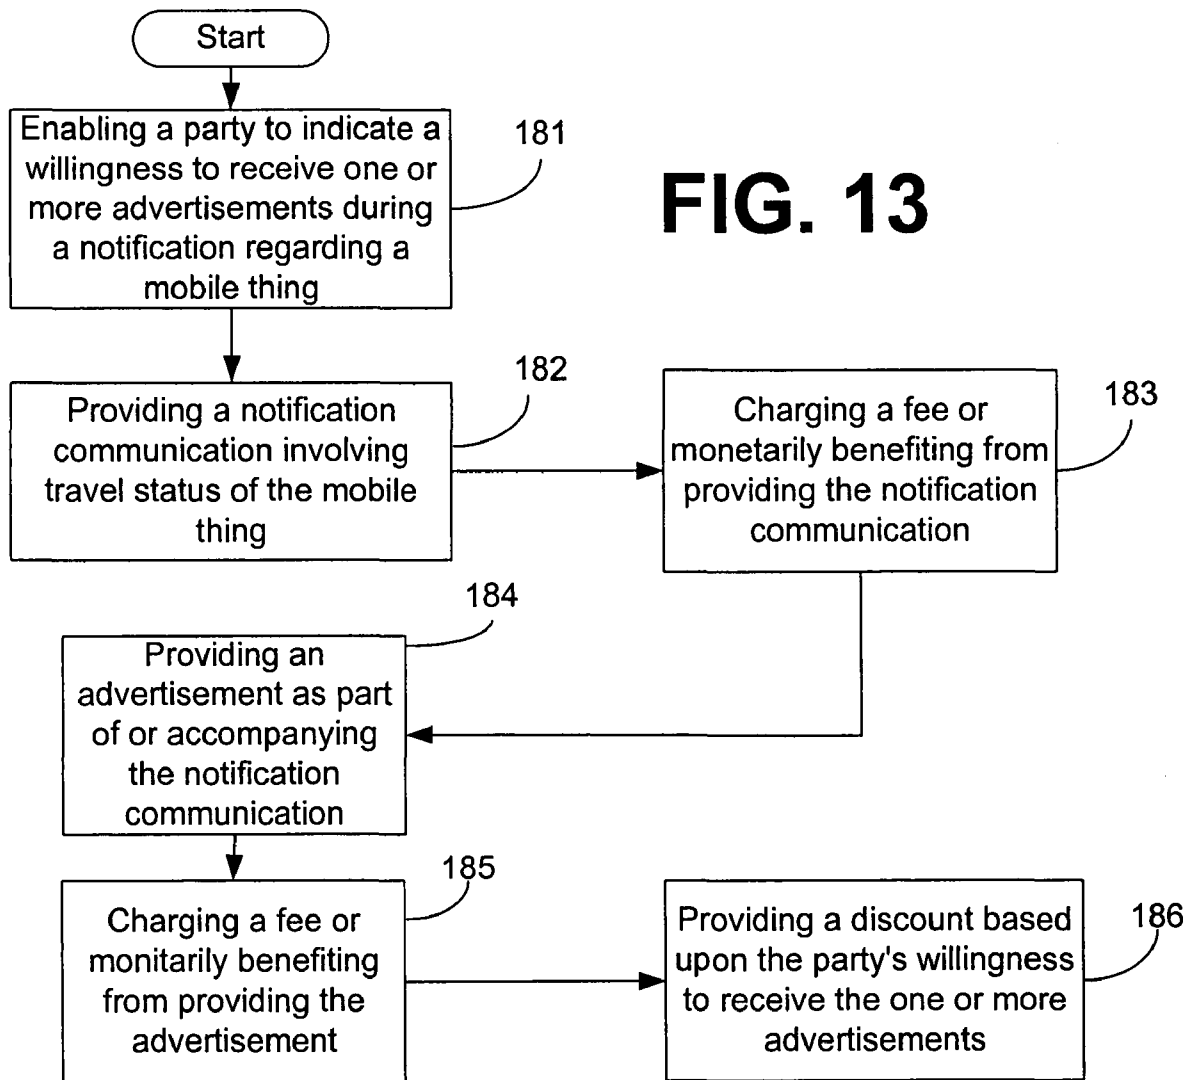 Start
Enabling a party to indicate a
willingness to receive one or
more advertisements during
a notification regarding a
mobile thing
181
FIG. 13
Providing a notification
communication involving
travel status of the mobile
thing
182
Charging a fee or
monetarily benefiting from
providing the notification
communication
183
Providing an
advertisement as part
of or accompanying
the notification
communication
184
Charging a fee or
monitarily benefiting
from providing the
advertisement
185
Providing a discount based
upon the party's willingness
to receive the one or more
advertisements
186